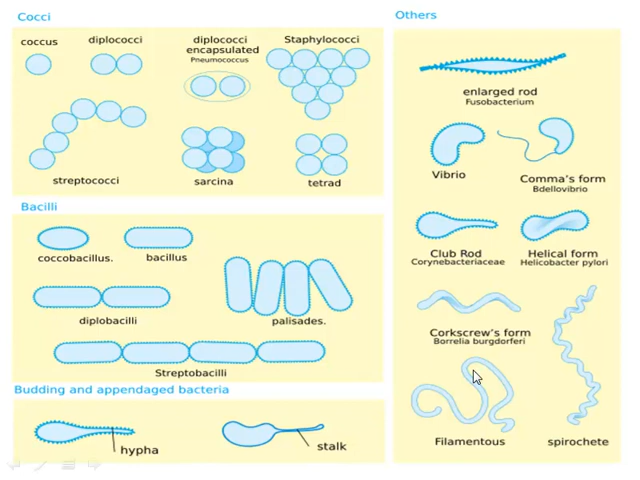 Cocci
coccus
diplococci
diplococci
encapsulated
Pneumococcus
Staphylococci
streptococci
sarcina
tetrad
Bacilli
coccobacillus.
bacillus
diplobacilli
palisades.
Streptobacilli
Budding and appendaged bacteria
hypha
stalk
Others
enlarged rod
Fusobacterium
Vibrio
Comma's form
Bdellovibrio
Club Rod
Corynebacteriaceae
Helical form
Helicobacter pylori
Corkscrew's form
Borrelia burgdorferi
Filamentous
spirochete